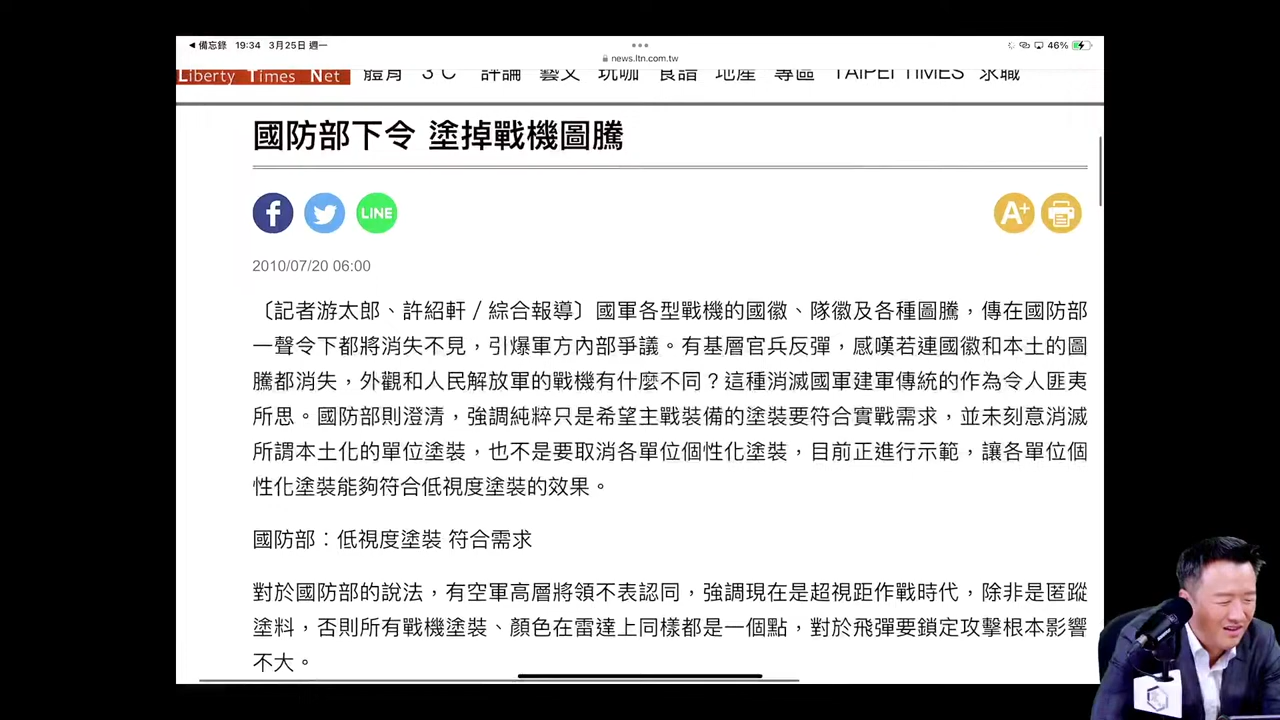 備忘錄 19:34 3月25日 週一
46%
news.ltn.com.tw
Liberty Times Net 體育 3C 評論 藝文 玩咖 食譜 地產 專區 TAIPEI TIMES 求職
國防部下令 塗掉戰機圖騰
f LINE A+
2010/07/20 06:00
〔記者游太郎、許紹軒/綜合報導〕國軍各型戰機的國徽、隊徽及各種圖騰，傳在國防部
一聲令下都將消失不見，引爆軍方內部爭議。有基層官兵反彈，感嘆若連國徽和本土的圖
騰都消失，外觀和人民解放軍的戰機有什麼不同？這種消滅國軍建軍傳統的作為令人匪夷
所思。國防部則澄清，強調純粹只是希望主戰裝備的塗裝要符合實戰需求，並未刻意消滅
所謂本土化的單位塗裝，也不是要取消各單位個性化塗裝，目前正進行示範，讓各單位個
性化塗裝能夠符合低視度塗裝的效果。
國防部：低視度塗裝 符合需求
對於國防部的說法，有空軍高層將領不表認同，強調現在是超視距作戰時代，除非是匿蹤
塗料，否則所有戰機塗裝、顏色在雷達上同樣都是一個點，對於飛彈要鎖定攻擊根本影響
不大。